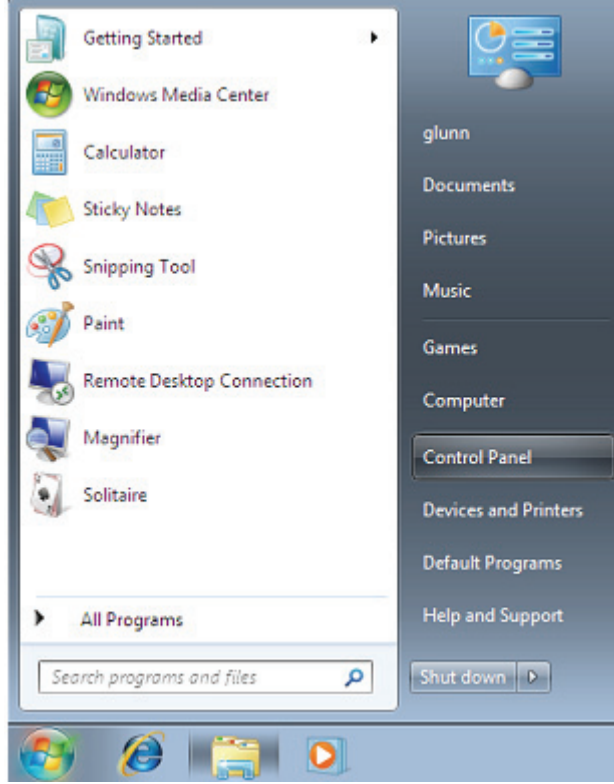 Getting Started
Windows Media Center
Calculator
Sticky Notes
Snipping Tool
Paint
Remote Desktop Connection
Magnifier
Solitaire
All Programs
Search programs and files
glunn
Documents
Pictures
Music
Games
Computer
Control Panel
Devices and Printers
Default Programs
Help and Support
Shut down